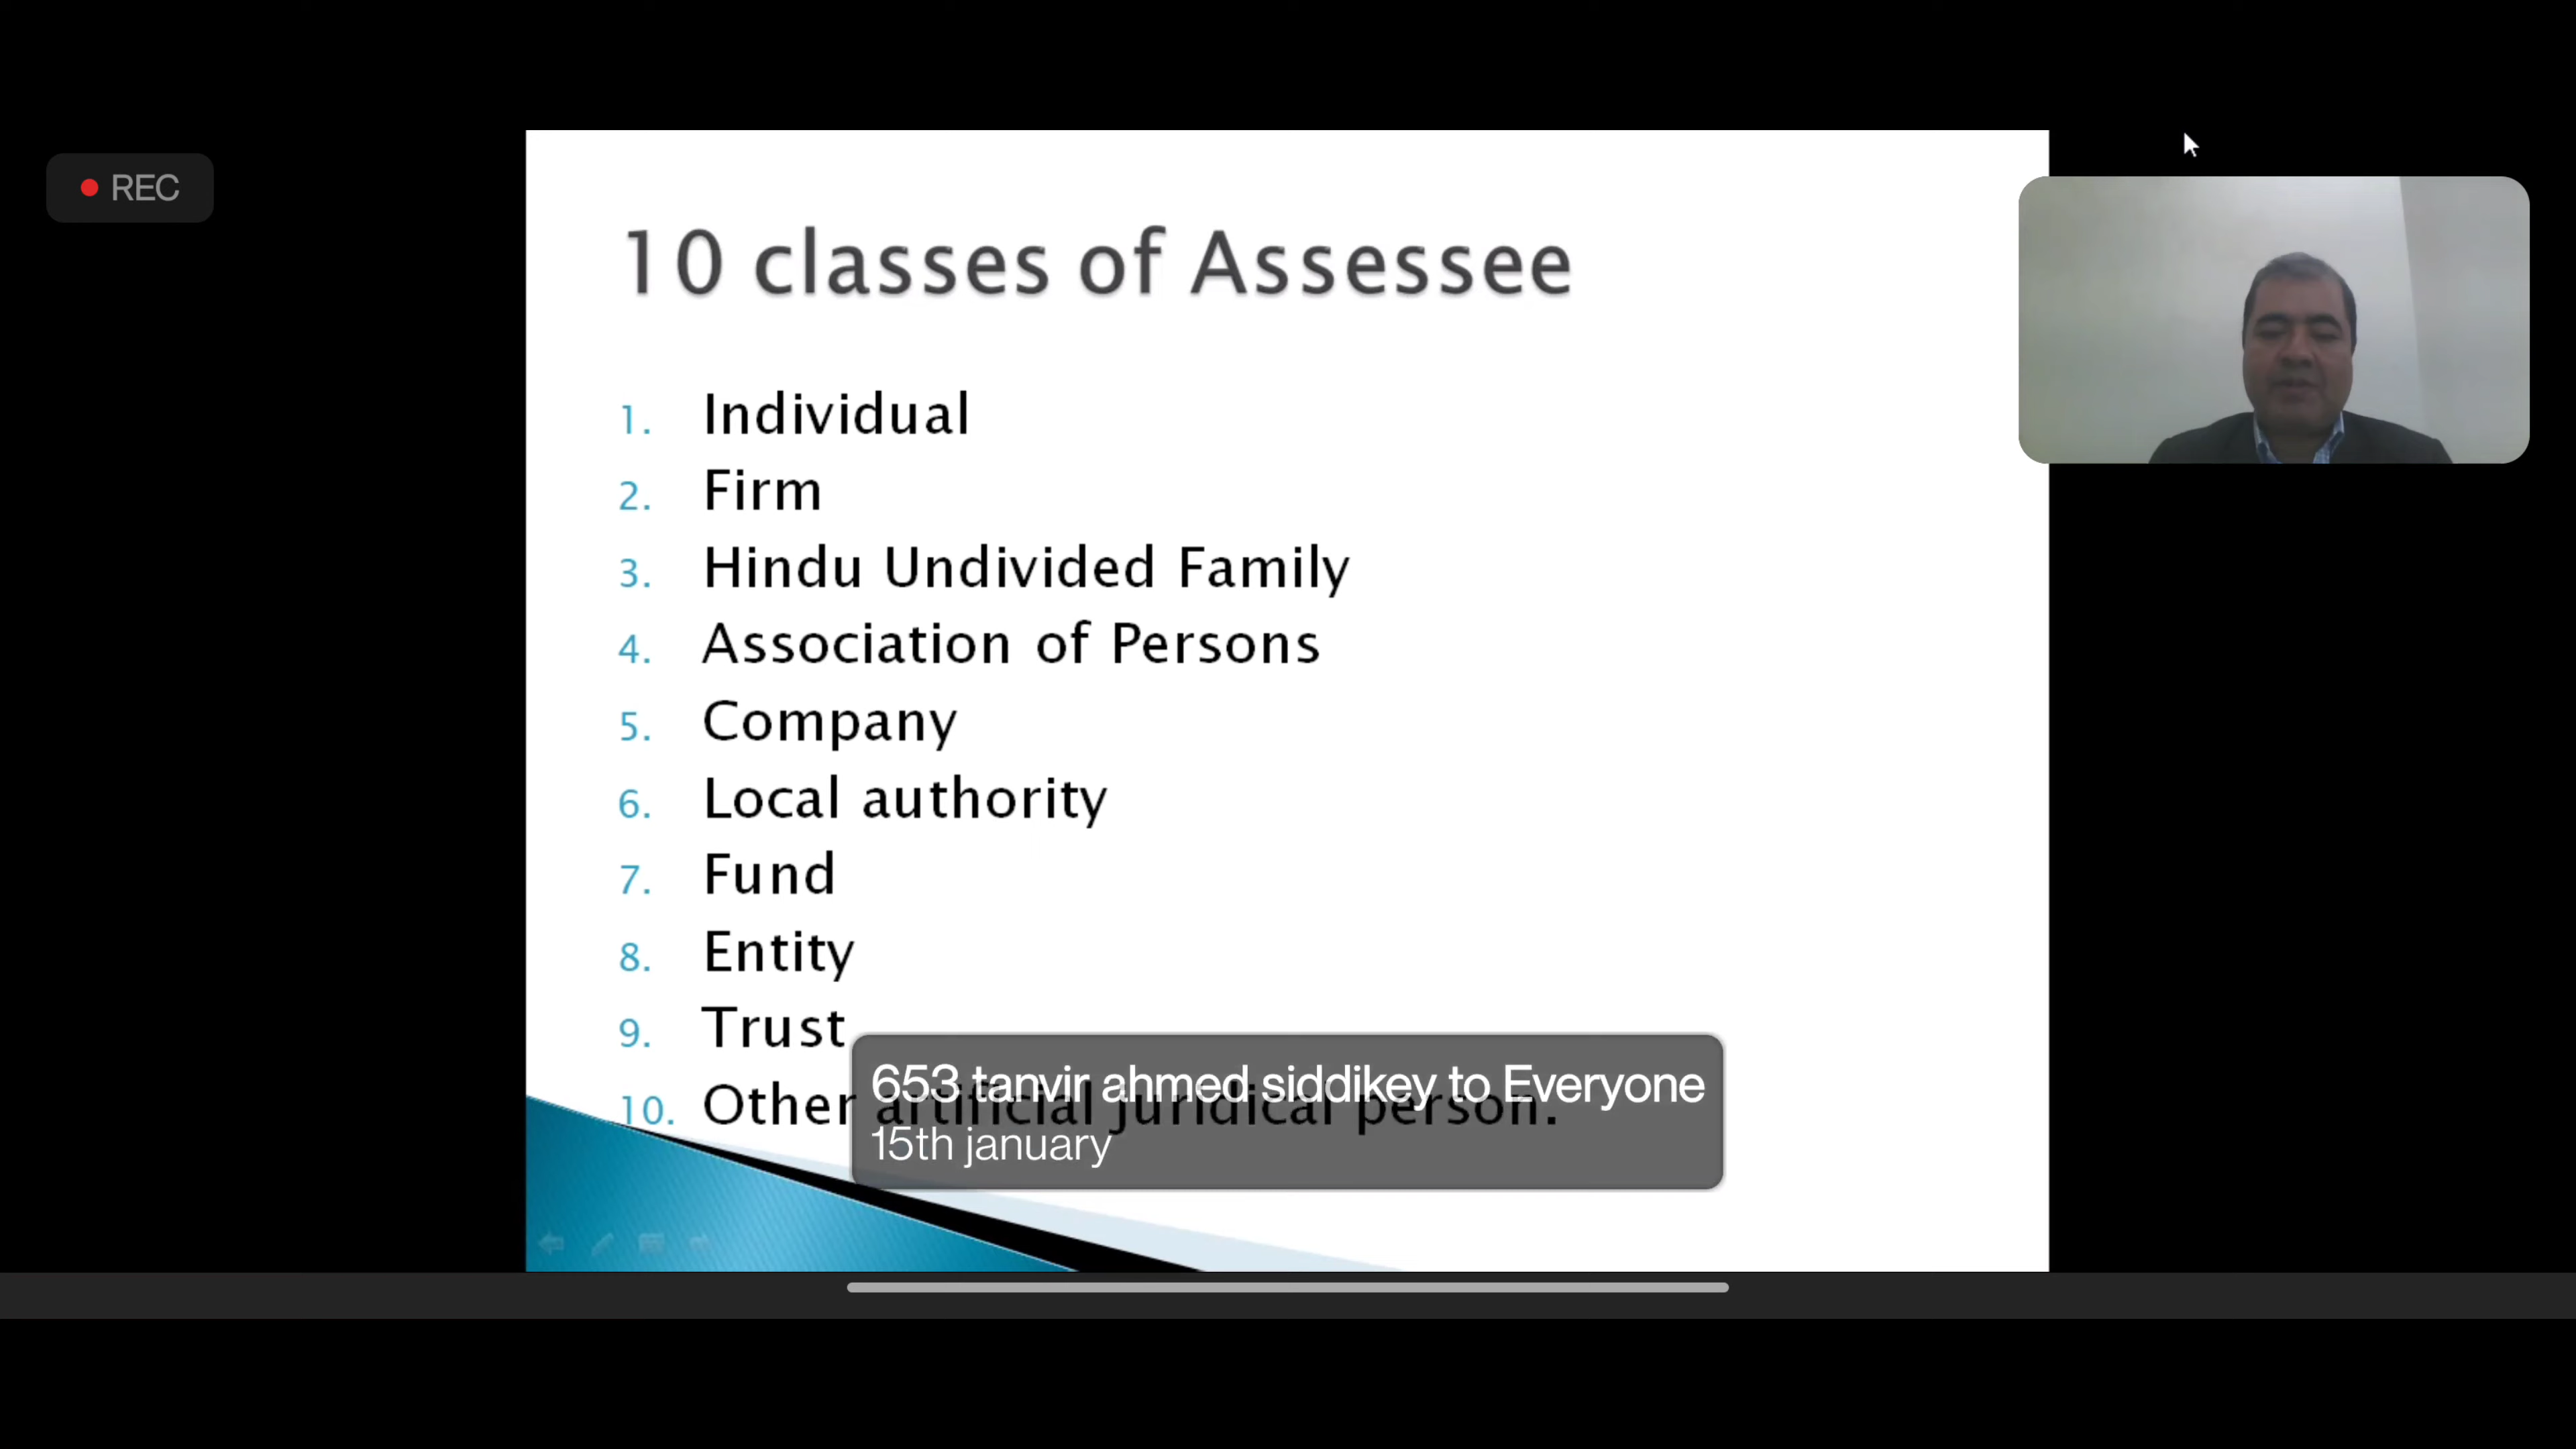 REC
10 classes of Assessee
1. Individual
2. Firm
3. Hindu Undivided Family
4. Association of Persons
5. Company
6. Local authority
7. Fund
8. Entity
9. Trust
10. Other artificial juridical person.
653 tanvir ahmed siddikey to Everyone
15th january